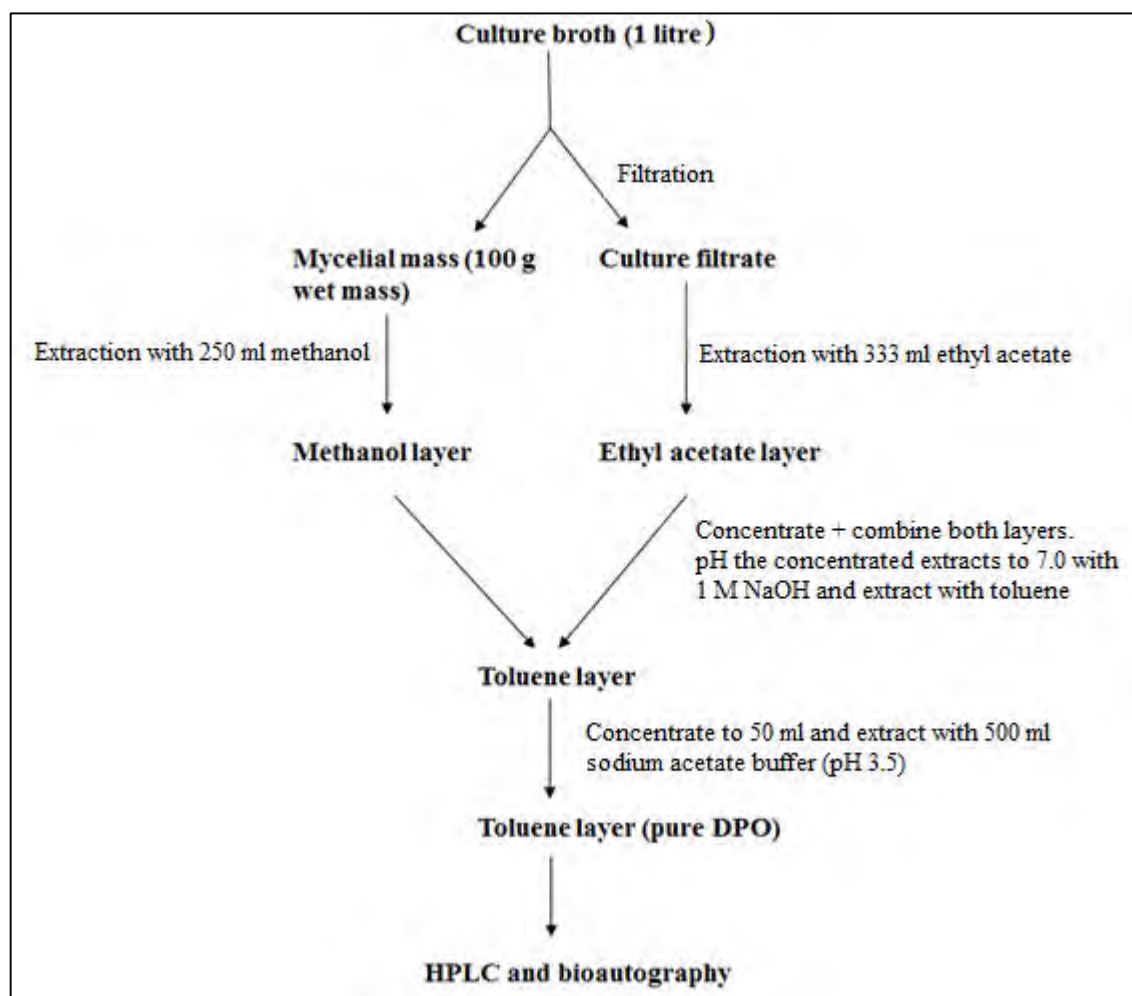 Culture broth (1 litre)
Filtration
Mycelial mass (100 g
wet mass)
Culture filtrate
Extraction with 250 ml methanol
Extraction with 333 ml ethyl acetate
Methanol layer
Ethyl acetate layer
Concentrate + combine both layers.
pH the concentrated extracts to 7.0 with
1 M NaOH and extract with toluene
Toluene layer
Concentrate to 50 ml and extract with 500 ml
sodium acetate buffer (pH 3.5)
Toluene layer (pure DPO)
HPLC and bioautography